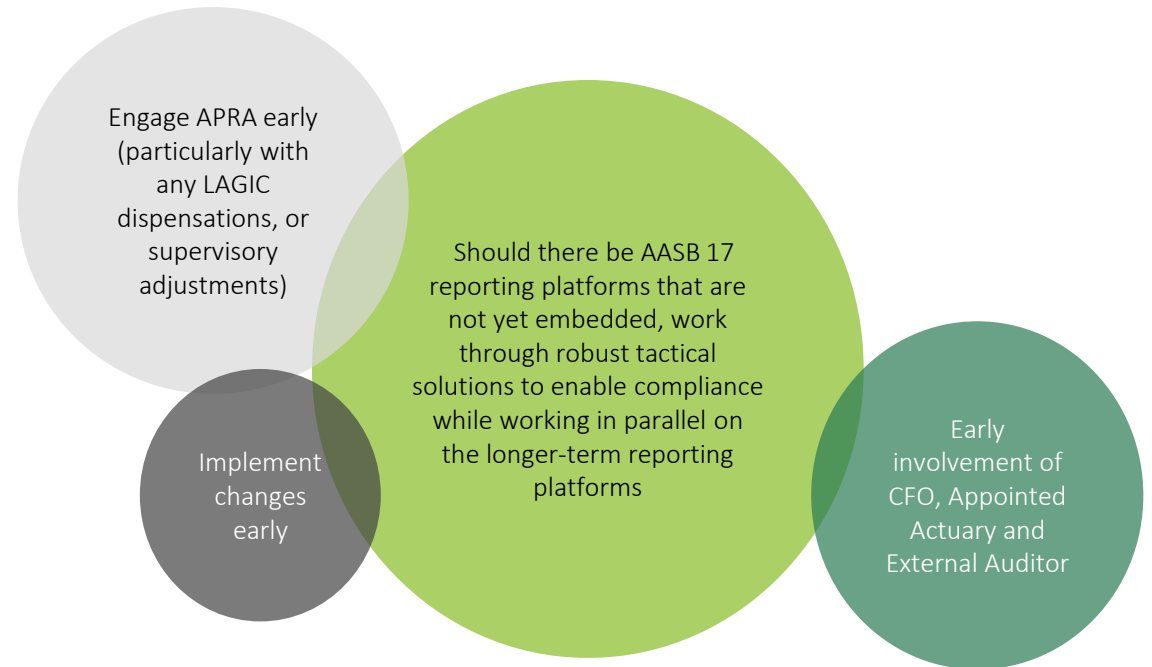 Engage APRA early
(particularly with
any LAGIC
dispensations, or
supervisory
adjustments)
Should there be AASB 17
reporting platforms that are
not yet embedded, work
through robust tactical
solutions to enable compliance
while working in parallel on
the longer-term reporting
platforms
Implement
changes
early
Early
involvement of
CFO, Appointed
Actuary and
External Auditor